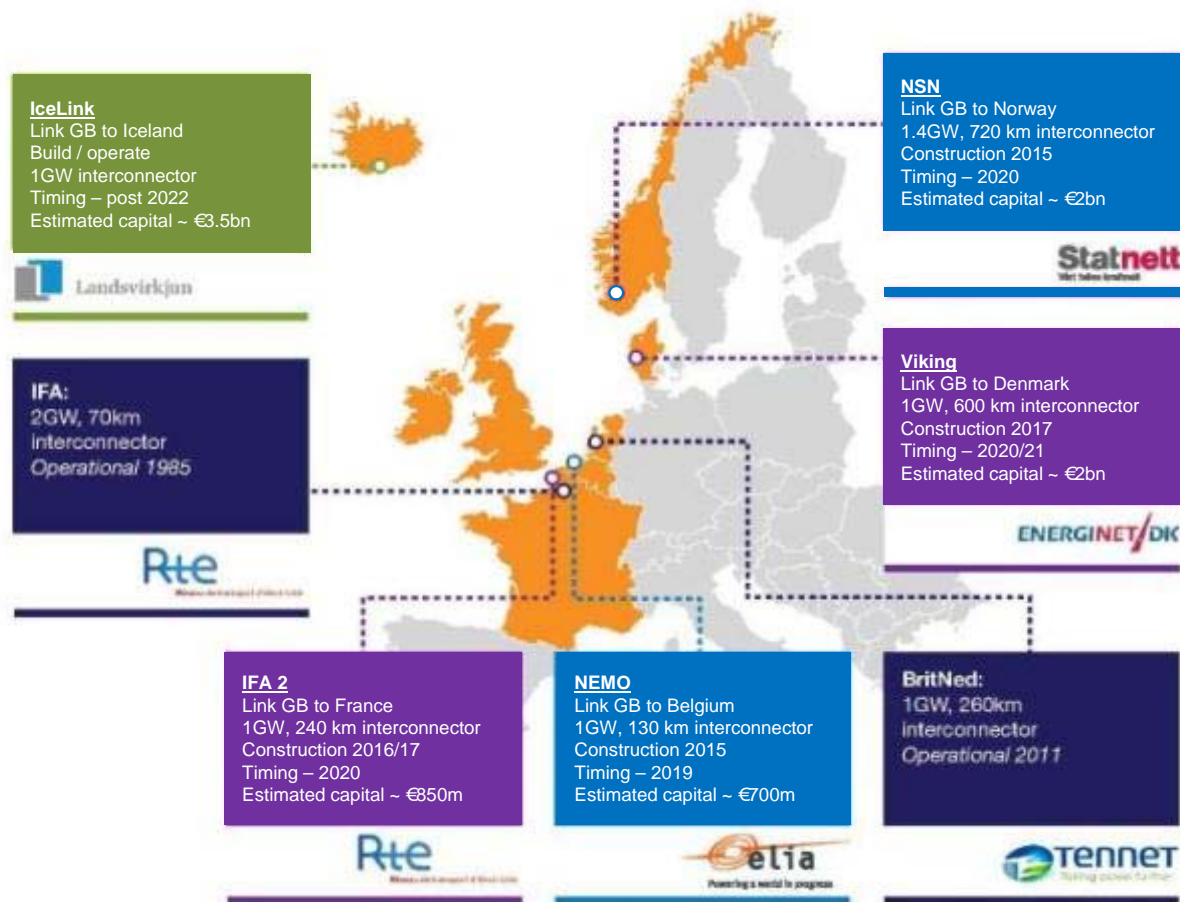 IceLink
Link GB to Iceland
Build / operate
1GW interconnector
Timing – post 2022
Estimated capital ~ €3.5bn
Landsvirkjun
NSN
Link GB to Norway
1.4GW, 720 km interconnector
Construction 2015
Timing – 2020
Estimated capital ~ €2bn
Statnett
IFA:
2GW, 70km
interconnector
Operational 1985
Rte
Viking
Link GB to Denmark
1GW, 600 km interconnector
Construction 2017
Timing – 2020/21
Estimated capital ~ €2bn
ENERGINET/DK
IFA 2
Link GB to France
1GW, 240 km interconnector
Construction 2016/17
Timing – 2020
Estimated capital ~ €850m
Rte
NEMO
Link GB to Belgium
1GW, 130 km interconnector
Construction 2015
Timing – 2019
Estimated capital ~ €700m
elia
Powering a world in progress
BritNed:
1GW, 260km
interconnector
Operational 2011
TENNET
Taking power further